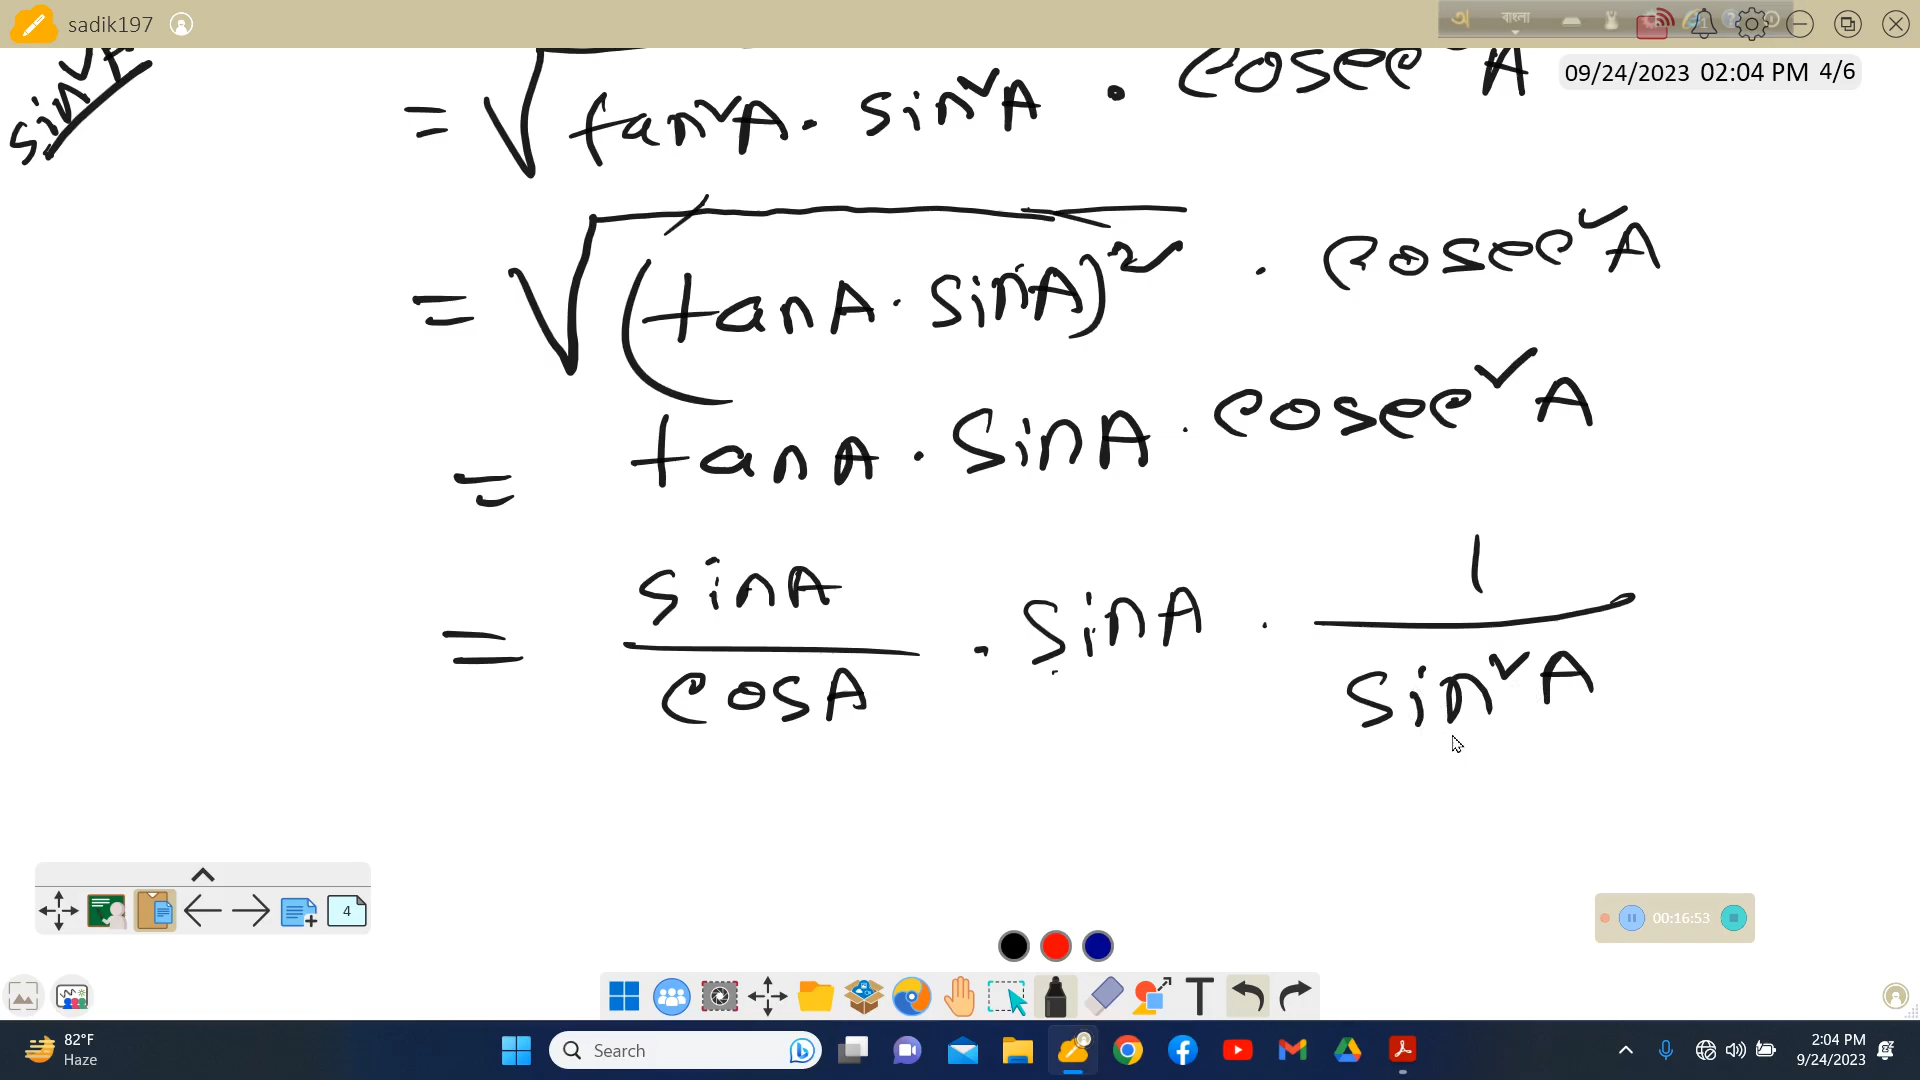 sadik197
বাংলা
09/24/2023 02:04 PM 4/6
= √tan²A · sin²A · cosec²A
sin²A
= √(tanA · sinA)² · cosec²A
= tanA · sinA · cosec²A
= sinA/cosA · sinA · 1/sin²A
4
00:16:53
T
82°F
Haze
Search
2:04 PM
9/24/2023